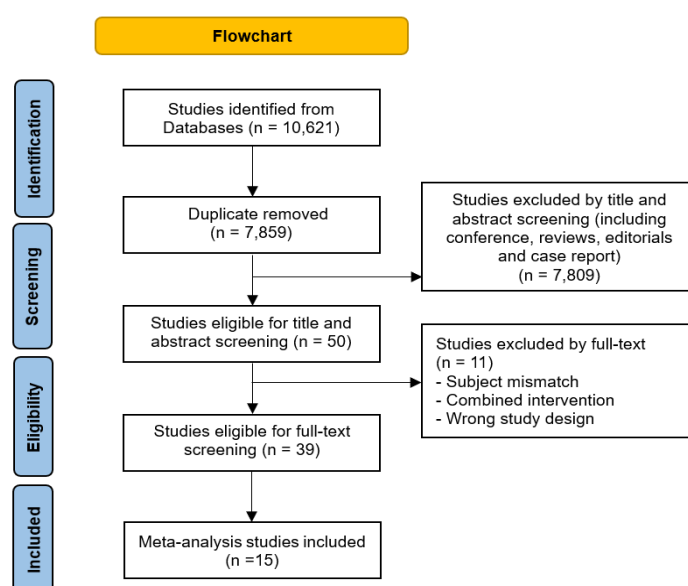 Flowchart
Identification
Studies identified from
Databases (n = 10,621)
Duplicate removed
(n = 7,859)
Studies excluded by title and
abstract screening (including
conference, reviews, editorials
and case report)
(n = 7,809)
Screening
Studies eligible for title and
abstract screening (n = 50)
Studies excluded by full-text
(n = 11)
- Subject mismatch
- Combined intervention
- Wrong study design
Eligibility
Studies eligible for full-text
screening (n = 39)
Included
Meta-analysis studies included
(n =15)